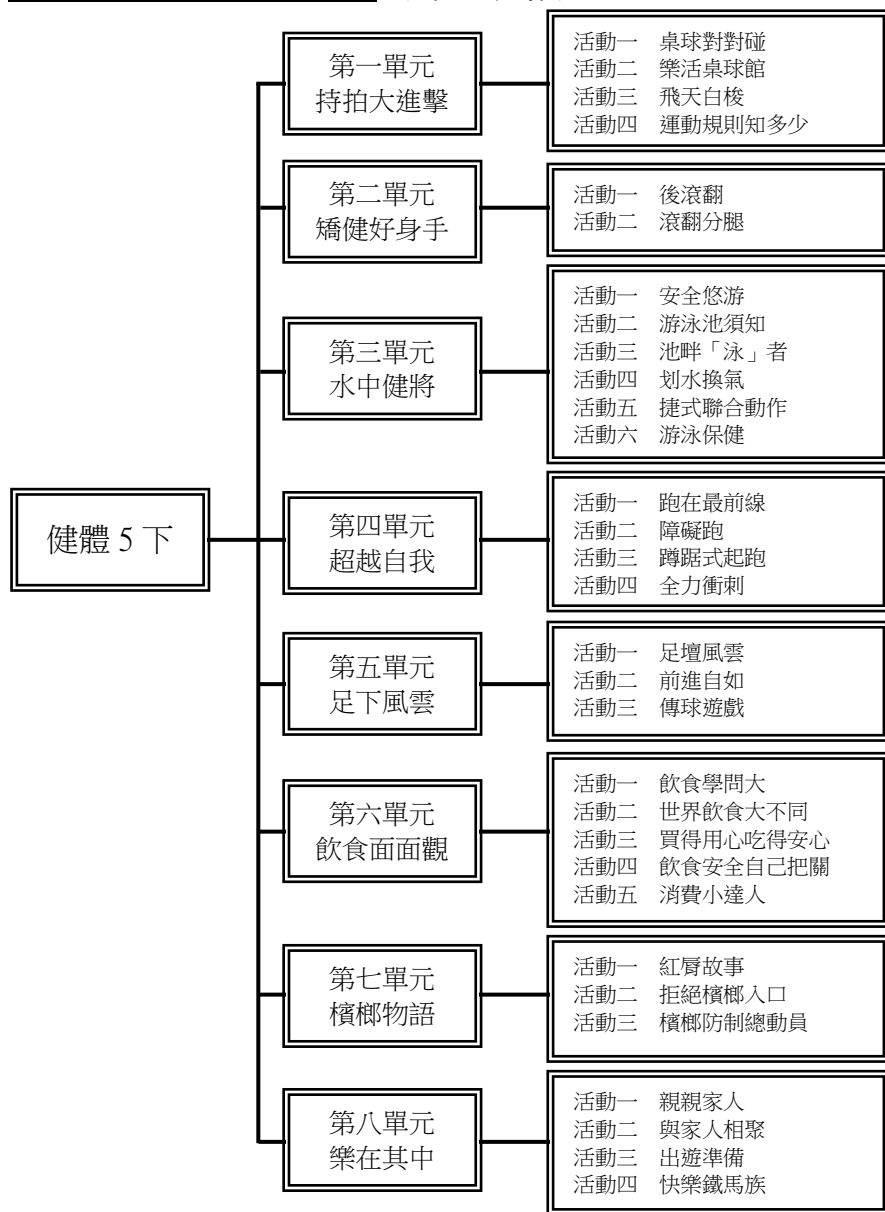 健體 5 下
第一單元
持拍大進擊
活動一 桌球對對碰
活動二 樂活桌球館
活動三 飛天白梭
活動四 運動規則知多少
第二單元
矯健好身手
活動一 後滾翻
活動二 滾翻分腿
第三單元
水中健將
活動一 安全悠游
活動二 游泳池須知
活動三 池畔「泳」者
活動四 划水換氣
活動五 捷式聯合動作
活動六 游泳保健
第四單元
超越自我
活動一 跑在最前線
活動二 障礙跑
活動三 蹲踞式起跑
活動四 全力衝刺
第五單元
足下風雲
活動一 足壇風雲
活動二 前進自如
活動三 傳球遊戲
第六單元
飲食面面觀
活動一 飲食學問大
活動二 世界飲食大不同
活動三 買得用心吃得安心
活動四 飲食安全自己把關
活動五 消費小達人
第七單元
檳榔物語
活動一 紅脣故事
活動二 拒絕檳榔入口
活動三 檳榔防制總動員
第八單元
樂在其中
活動一 親親家人
活動二 與家人相聚
活動三 出遊準備
活動四 快樂鐵馬族